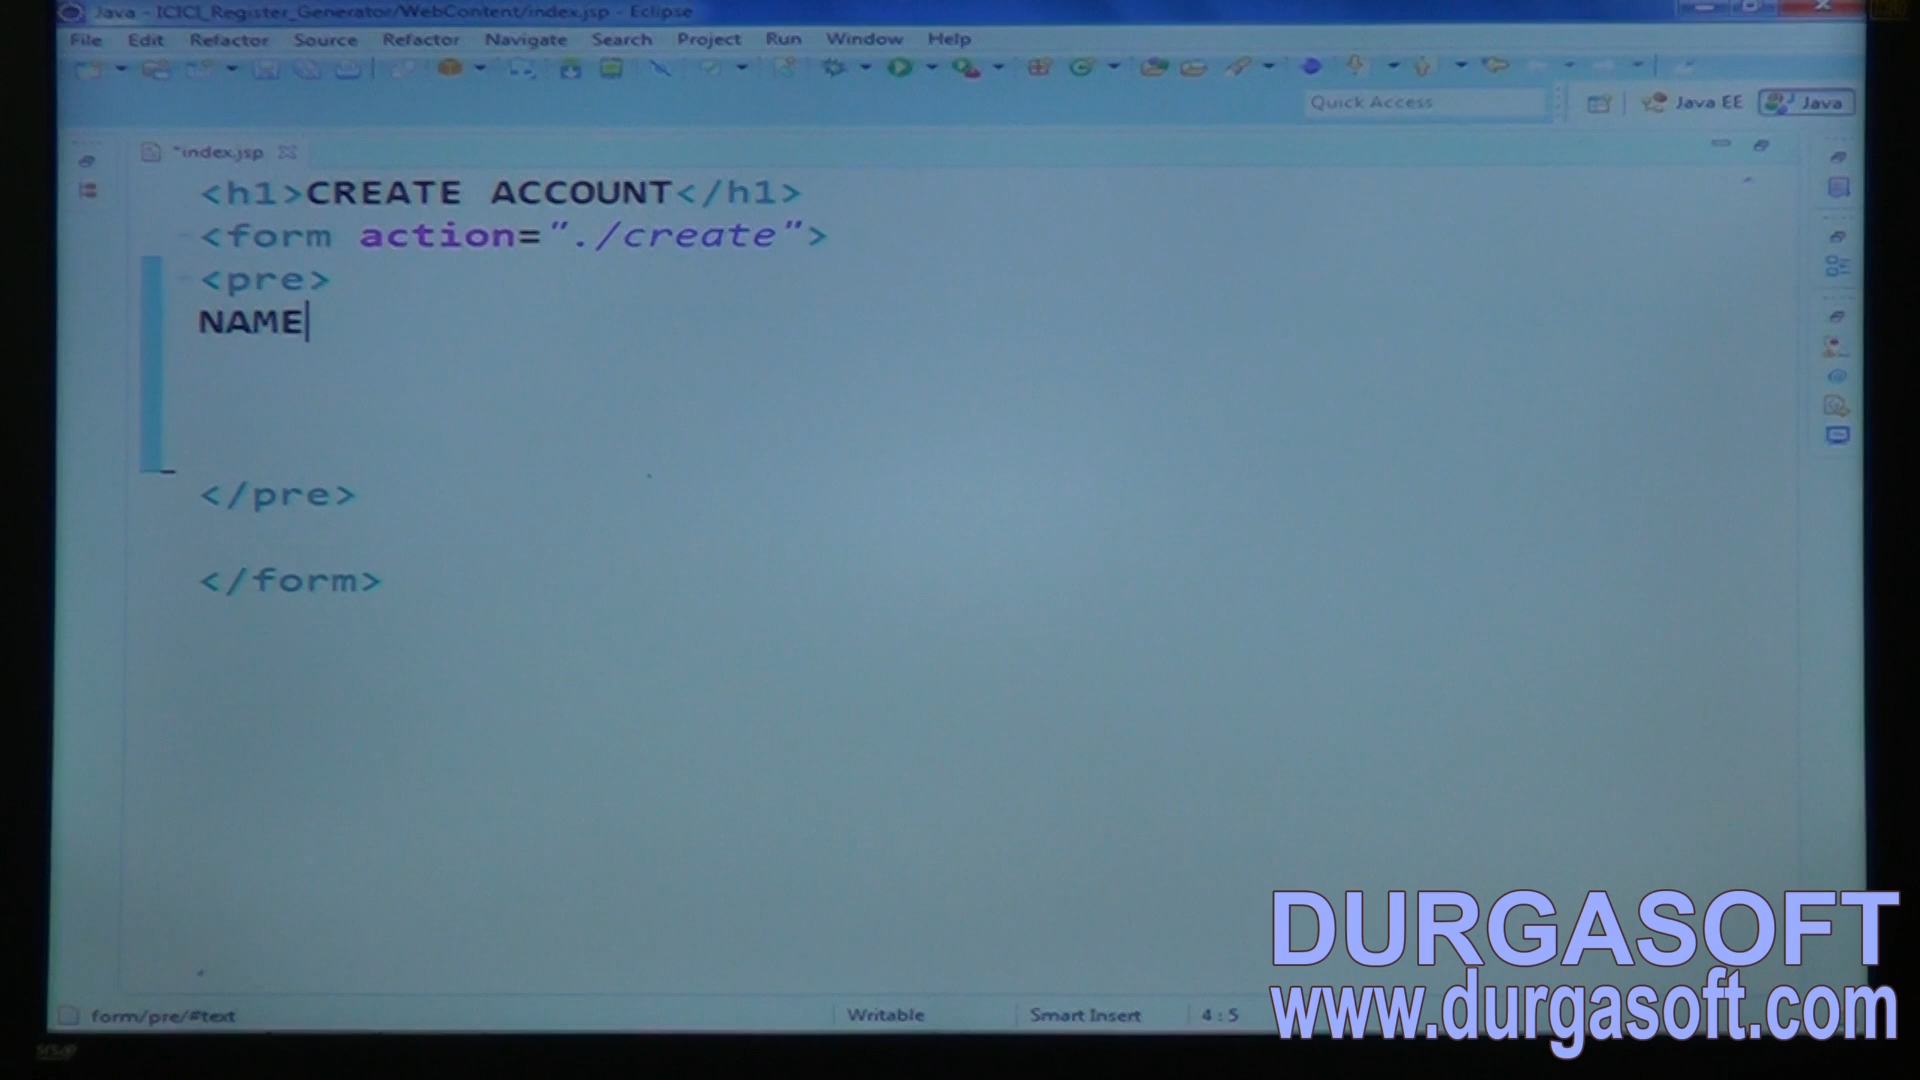 Java - ICICI_Register_Generator/WebContent/index.jsp - Eclipse
File Edit Refactor Source Refactor Navigate Search Project Run Window Help
Quick Access Java EE Java
*index.jsp
<h1>CREATE ACCOUNT</h1>
<form action="./create">
<pre>
NAME
</pre>
</form>
form/pre/#text Writable Smart Insert 4 : 5
DURGASOFT
www.durgasoft.com